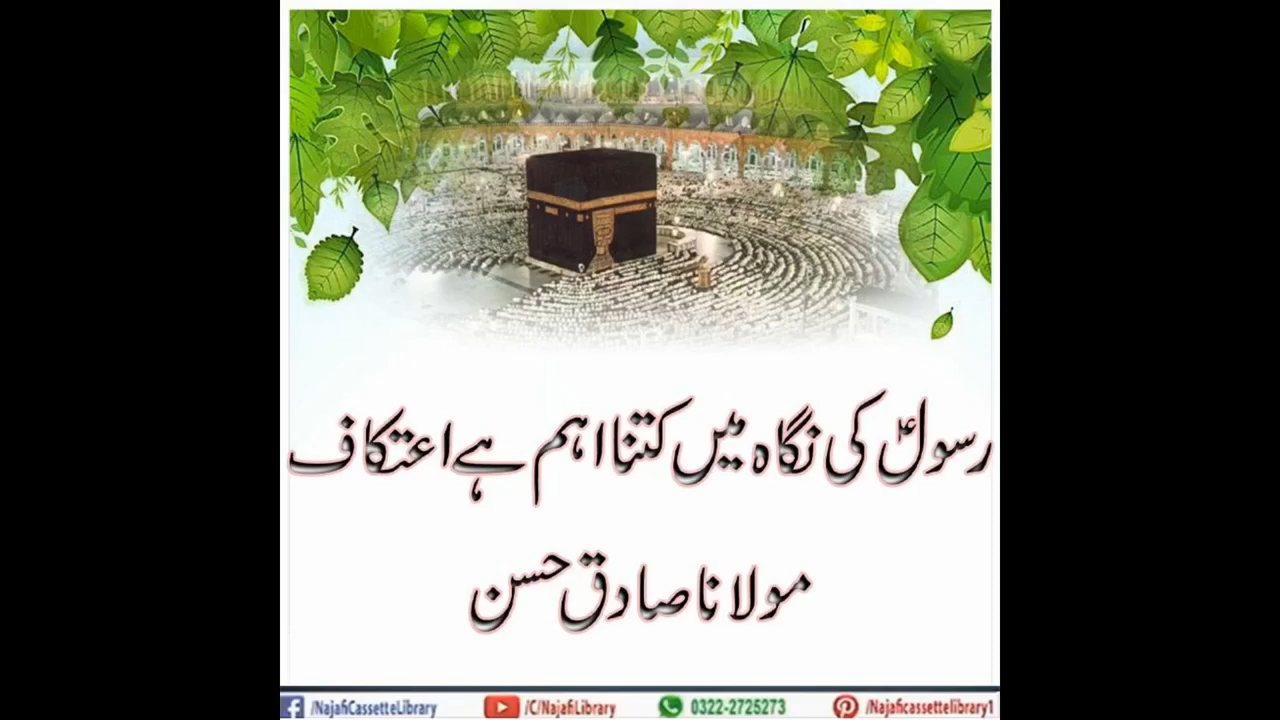 رسولؑ کی نگاہ میں کتنا اہم ہے اعتکاف
مولانا صادق حسن
/NajafiCassetteLibrary /C/NajafiLibrary 0322-2725273 /Najaficassettelibrary1